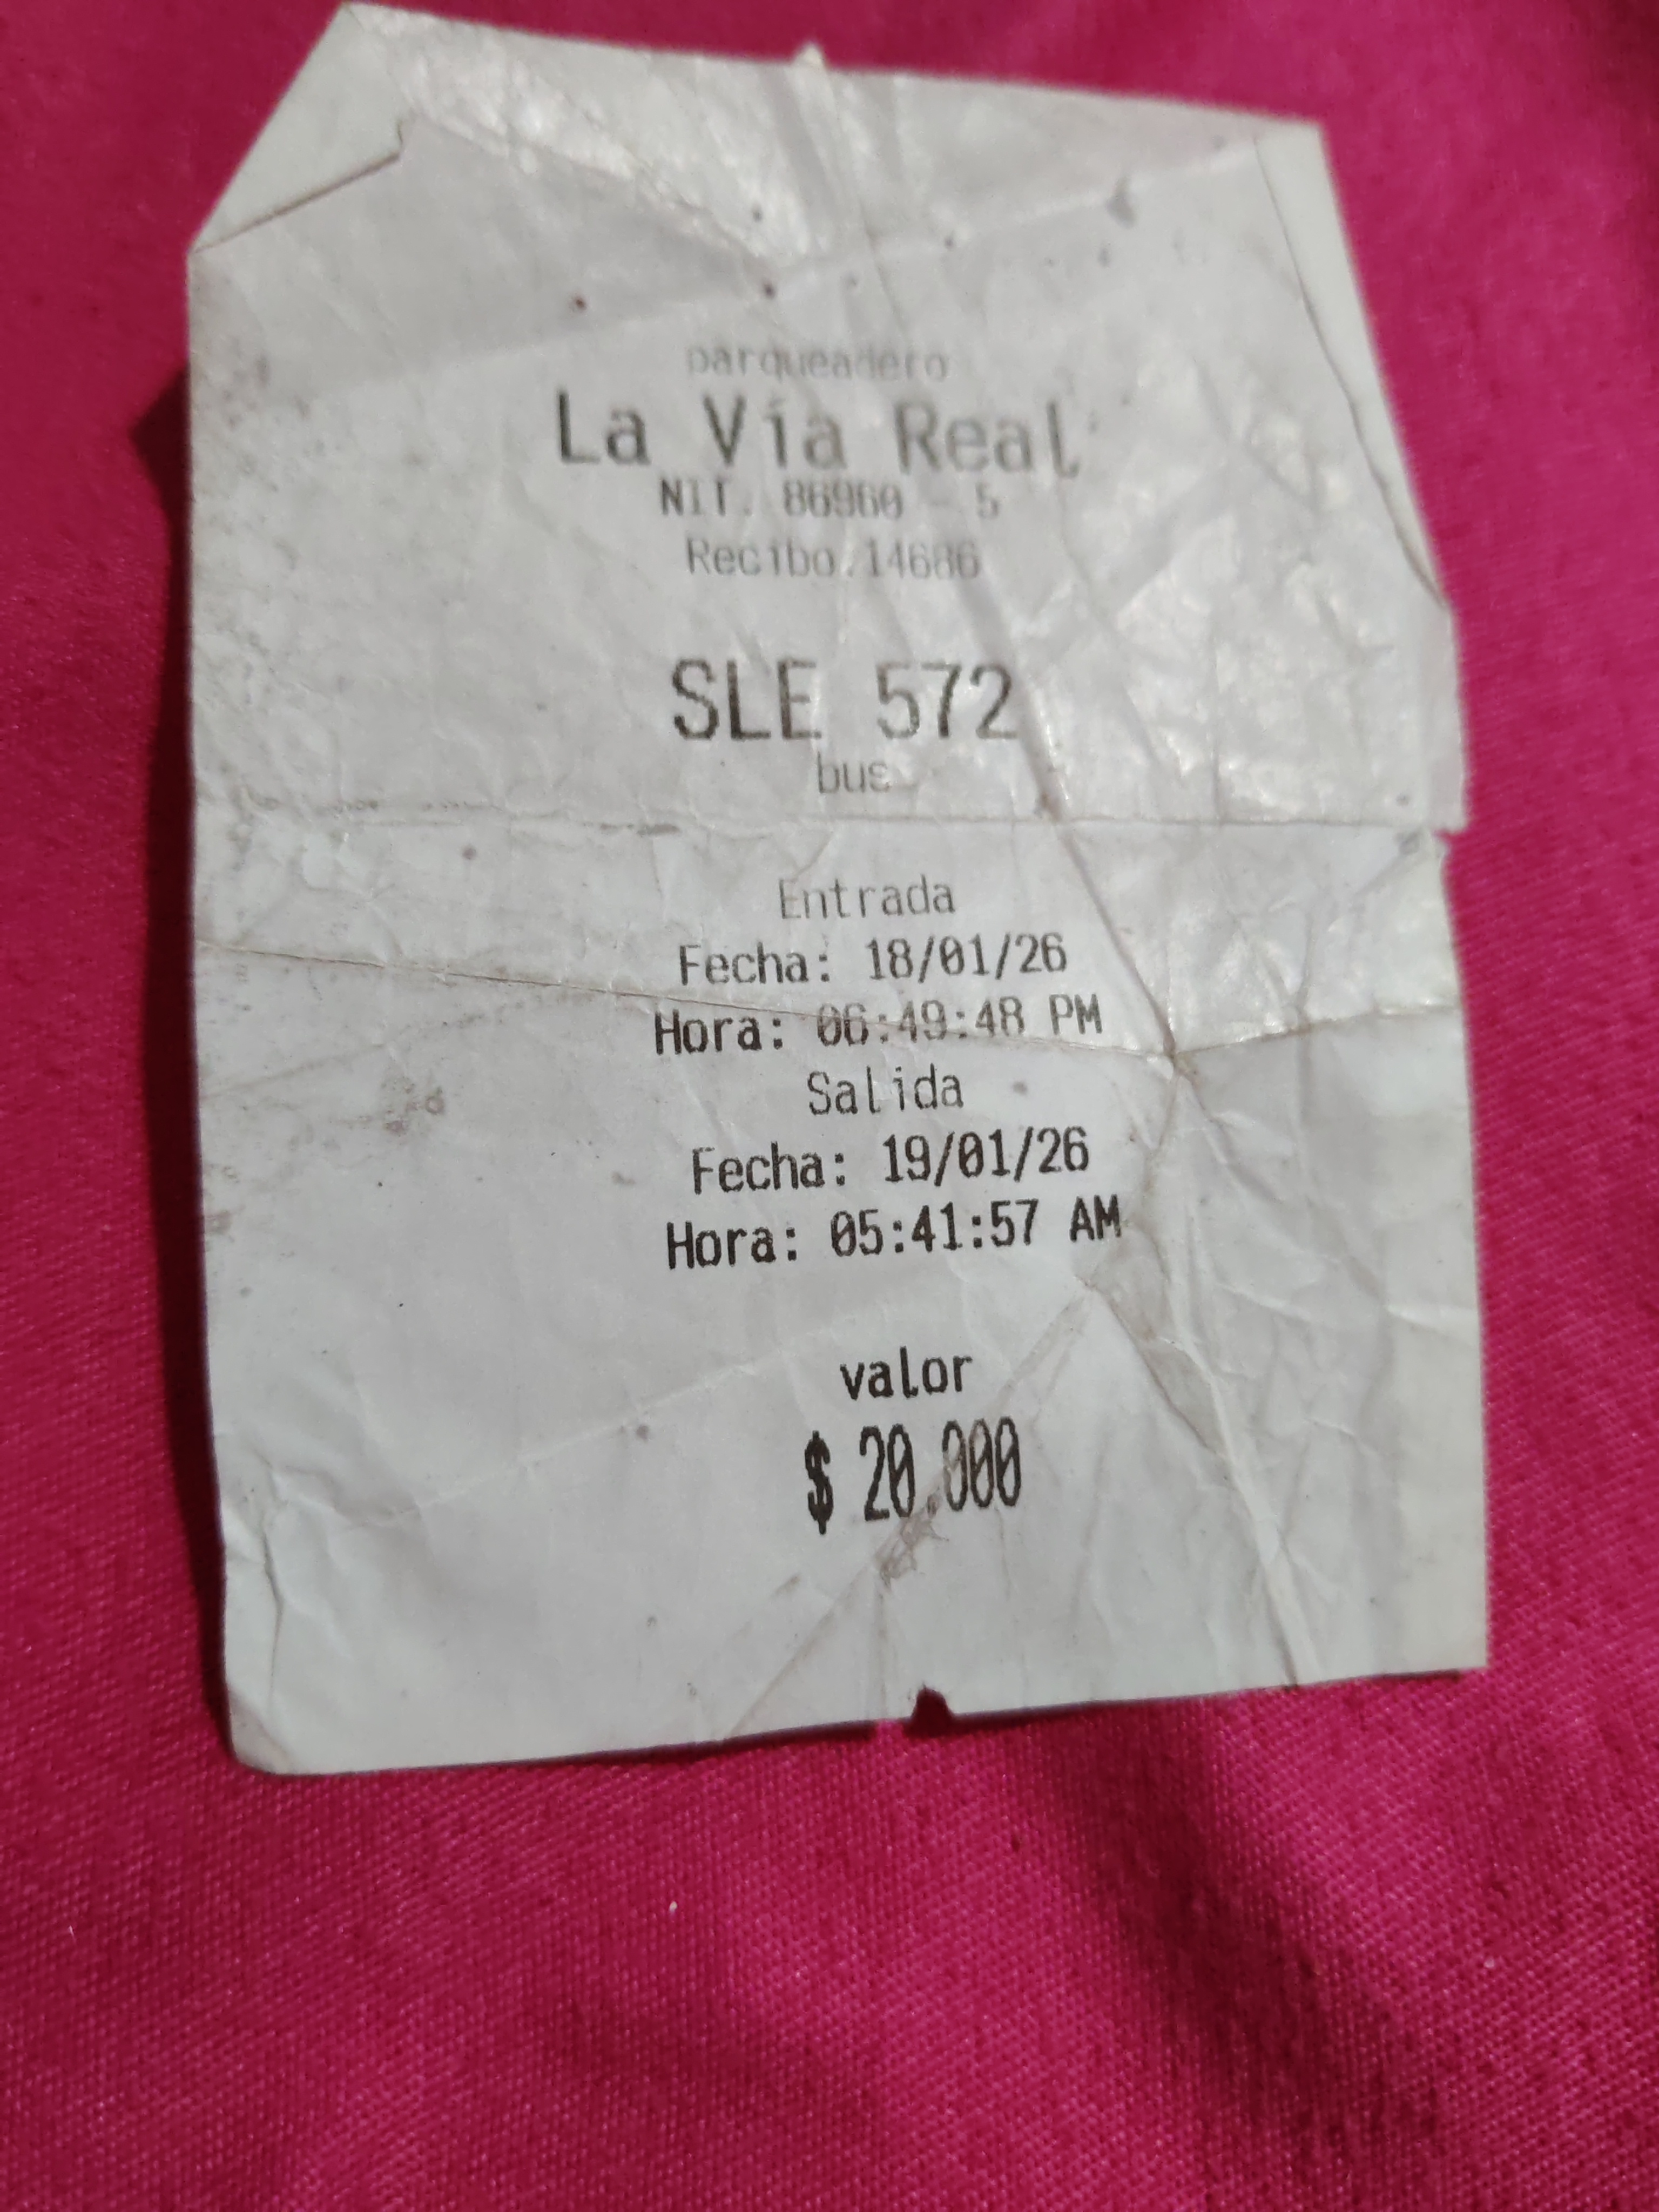 parqueadero
La Vía Real
NIT. 86960 - 5
Recibo.14686
SLE 572
bus
Entrada
Fecha: 18/01/26
Hora: 06:49:48 PM
Salida
Fecha: 19/01/26
Hora: 05:41:57 AM
valor
$ 20.000